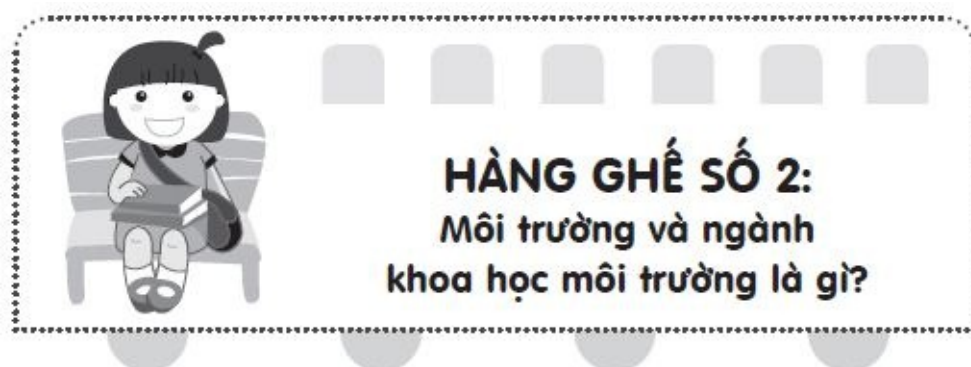 HÀNG GHẾ SỐ 2:
Môi trường và ngành
khoa học môi trường là gì?